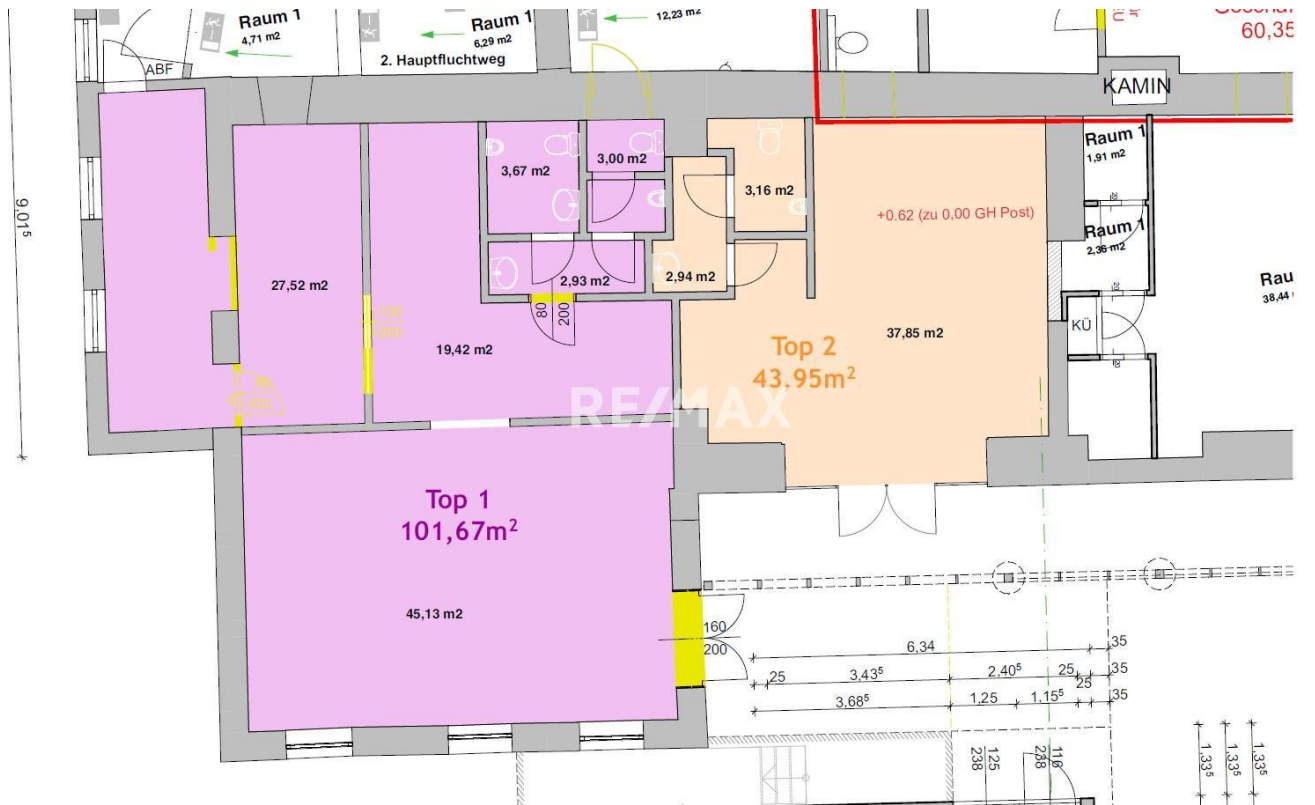 Raum 1
4,71 m2
Raum 1
6,29 m2
12,23 m2
2. Hauptfluchtweg
ABF
60,35
KAMIN
Raum 1
1,91 m2
3,67 m2
3,00 m2
3,16 m2
+0.62 (zu 0,00 GH Post)
Raum 1
2,36 m2
9,01⁵
27,52 m2
2,93 m2
2,94 m2
Rau
38,44
80
200
100
200
KÜ
19,42 m2
37,85 m2
Top 2
43.95m²
80
200
RE/MAX
Top 1
101,67m²
45,13 m2
160
200
6,34
35
25
3,43⁵
2,40⁵
25
35
3,68⁵
1,25
1,15⁵
25
35
125
238
116
238
1,33⁵
1,33⁵
1,33⁵